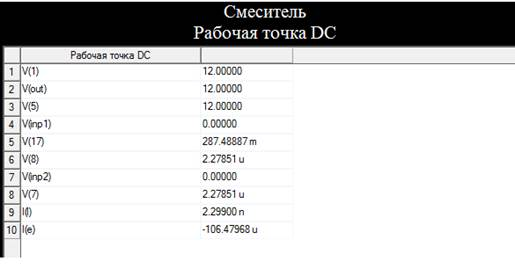 Смеситель
Рабочая точка DC
Рабочая точка DC
1 V(1) 12.00000
2 V(out) 12.00000
3 V(5) 12.00000
4 V(inp1) 0.00000
5 V(17) 287.48887 m
6 V(8) 2.27851 u
7 V(inp2) 0.00000
8 V(7) 2.27851 u
9 I(l) 2.29900 n
10 I(e) -106.47968 u